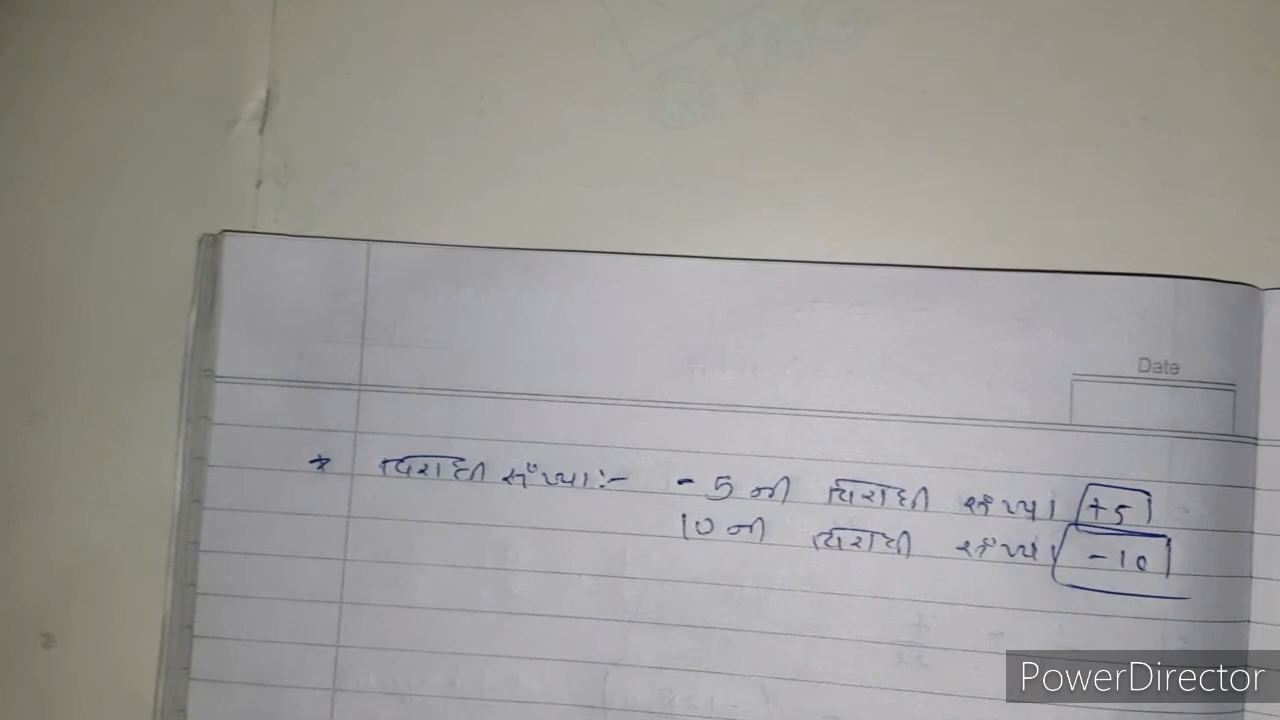 Date
* વિરોધી સંખ્યા:- -5 ની વિરોધી સંખ્યા +5
10 ની વિરોધી સંખ્યા -10
PowerDirector